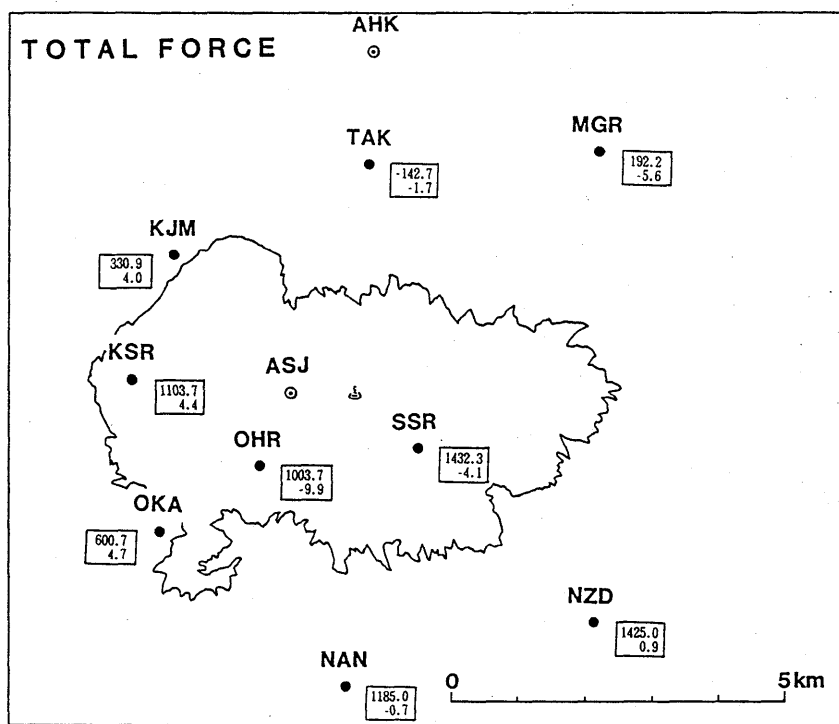 AHK
TOTAL FORCE
TAK
-142.7
-1.7
MGR
192.2
-5.6
KJM
330.9
4.0
KSR
1103.7
4.4
ASJ
SSR
1432.3
-4.1
OHR
1003.7
-9.9
OKA
600.7
4.7
NZD
1425.0
0.9
NAN
1185.0
-0.7
0
5km